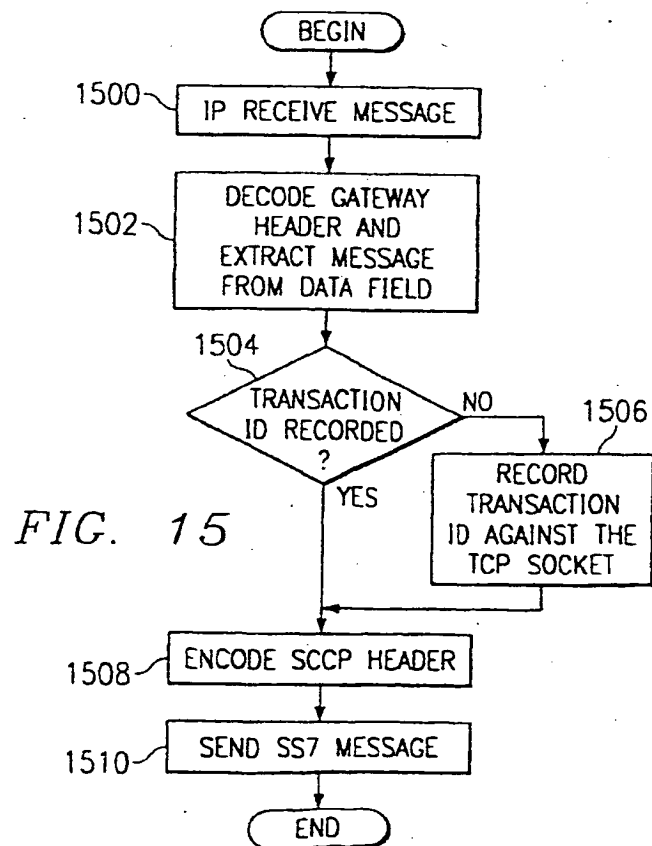 BEGIN
1500
IP RECEIVE MESSAGE
1502
DECODE GATEWAY
HEADER AND
EXTRACT MESSAGE
FROM DATA FIELD
1504
TRANSACTION
ID RECORDED
?
NO
YES
1506
RECORD
TRANSACTION
ID AGAINST THE
TCP SOCKET
FIG. 15
1508
ENCODE SCCP HEADER
1510
SEND SS7 MESSAGE
END